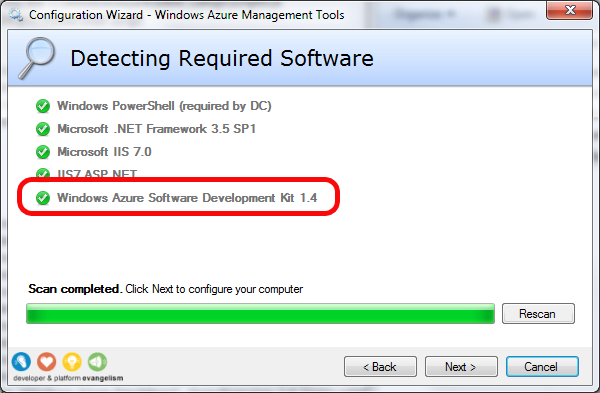 Configuration Wizard - Windows Azure Management Tools
Organize
Open
Detecting Required Software
Windows PowerShell (required by DC)
Microsoft .NET Framework 3.5 SP1
Microsoft IIS 7.0
IIS7 ASP.NET
Windows Azure Software Development Kit 1.4
Scan completed. Click Next to configure your computer
Rescan
developer & platform evangelism
< Back
Next >
Cancel